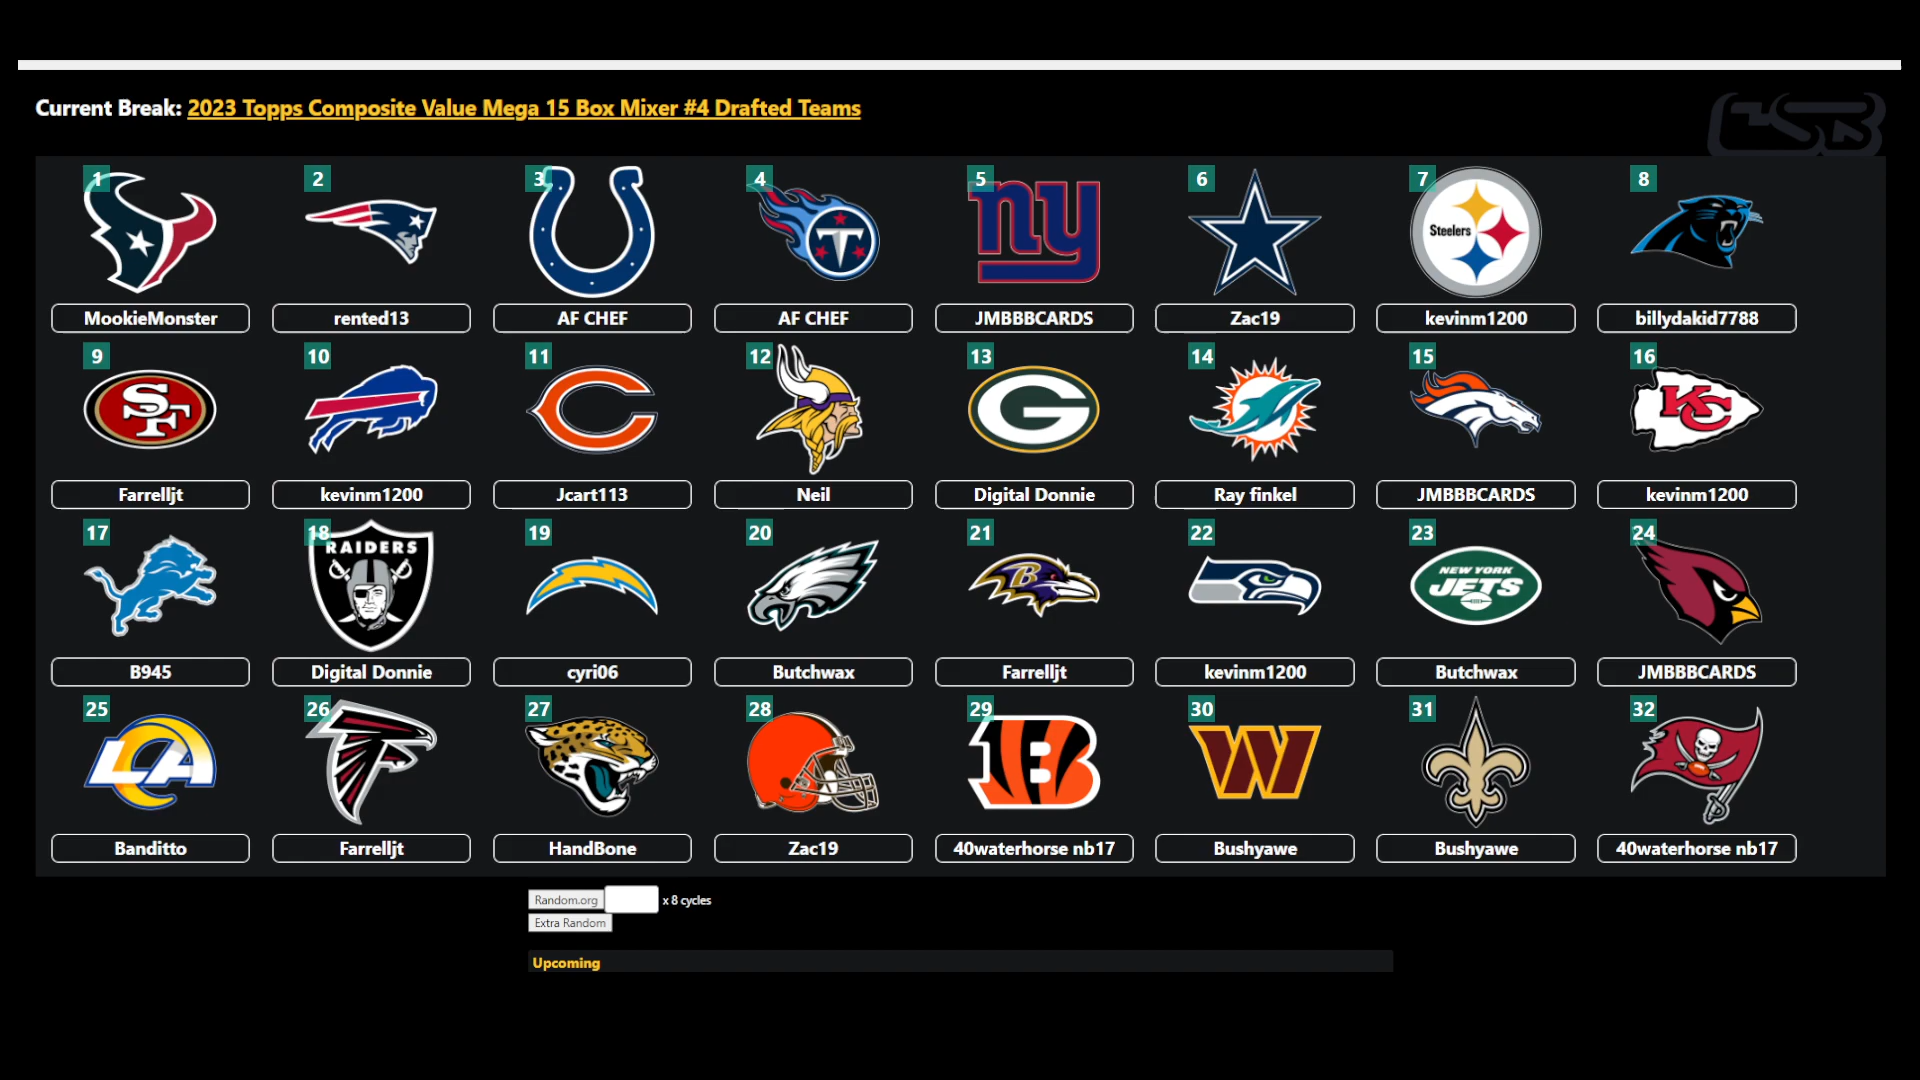 Current Break: 2023 Topps Composite Value Mega 15 Box Mixer #4 Drafted Teams
CSB
1 2 3 4 5 6 7 8
ny Steelers
MookieMonster rented13 AF CHEF AF CHEF JMBBBCARDS Zac19 kevinm1200 billydakid7788
9 10 11 12 13 14 15 16
SF C G KC
Farrelljt kevinm1200 Jcart113 Neil Digital Donnie Ray finkel JMBBBCARDS kevinm1200
17 18 19 20 21 22 23 24
RAIDERS B NEW YORK JETS
B945 Digital Donnie cyri06 Butchwax Farrelljt kevinm1200 Butchwax JMBBBCARDS
25 26 27 28 29 30 31 32
LA B W
Banditto Farrelljt HandBone Zac19 40waterhorse nb17 Bushyawe Bushyawe 40waterhorse nb17
Random.org x 8 cycles
Extra Random
Upcoming